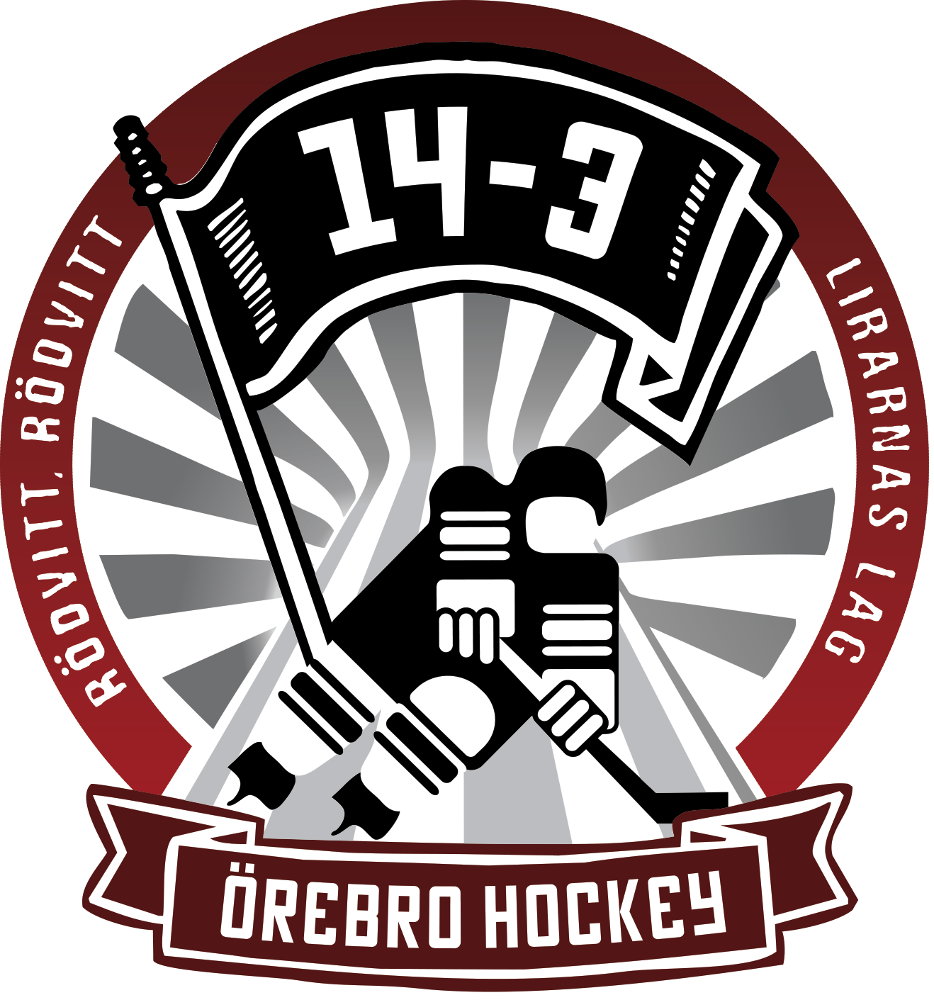 14-3
RÖDVITT, RÖDVITT
LIRARNAS LAG
ÖREBRO HOCKEY